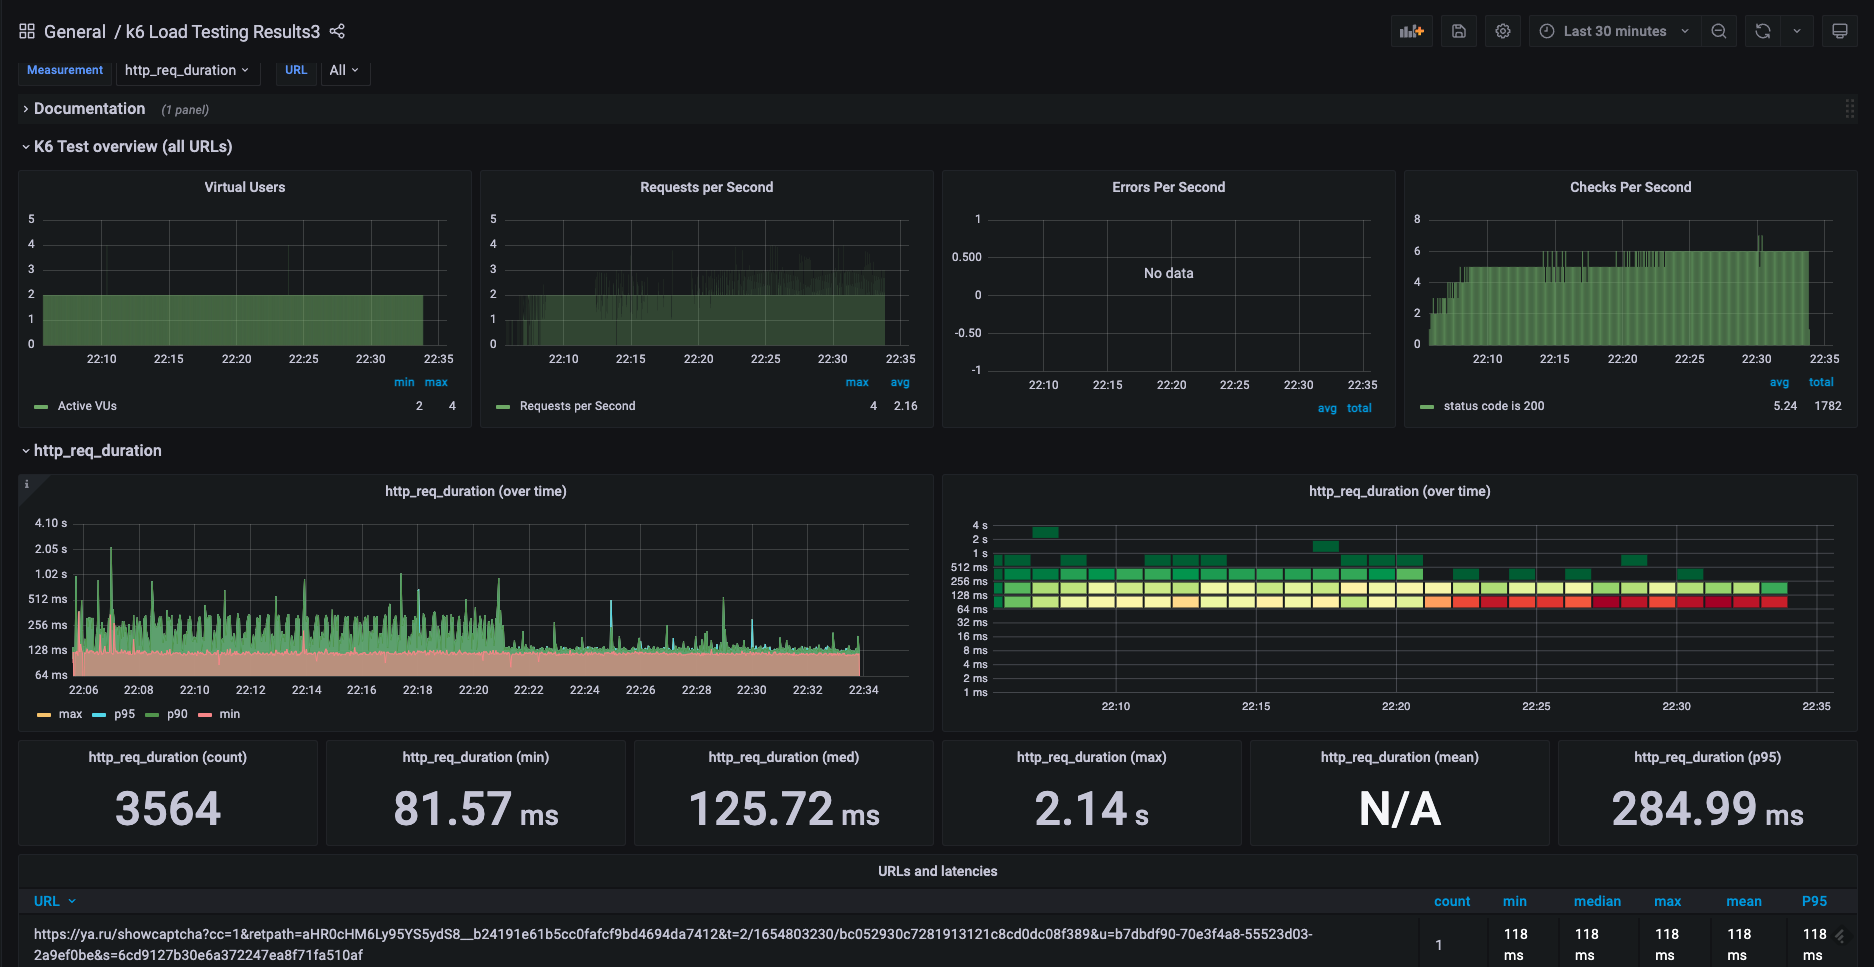 General / k6 Load Testing Results3
Last 30 minutes
Measurement http_req_duration URL All
Documentation (1 panel)
K6 Test overview (all URLs)
Virtual Users
5
4
3
2
1
0
22:10 22:15 22:20 22:25 22:30 22:35
min max
Active VUs 2 4
Requests per Second
5
4
3
2
1
0
22:10 22:15 22:20 22:25 22:30 22:35
max avg
Requests per Second 4 2.16
Errors Per Second
1
0.500
0
-0.50
-1
No data
22:10 22:15 22:20 22:25 22:30 22:35
avg total
Checks Per Second
8
6
4
2
0
22:10 22:15 22:20 22:25 22:30 22:35
avg total
status code is 200 5.24 1782
http_req_duration
i
http_req_duration (over time)
4.10 s
2.05 s
1.02 s
512 ms
256 ms
128 ms
64 ms
22:06 22:08 22:10 22:12 22:14 22:16 22:18 22:20 22:22 22:24 22:26 22:28 22:30 22:32 22:34
max p95 p90 min
http_req_duration (over time)
4 s
2 s
1 s
512 ms
256 ms
128 ms
64 ms
32 ms
16 ms
8 ms
4 ms
2 ms
1 ms
22:10 22:15 22:20 22:25 22:30 22:35
http_req_duration (count)
3564
http_req_duration (min)
81.57 ms
http_req_duration (med)
125.72 ms
http_req_duration (max)
2.14 s
http_req_duration (mean)
N/A
http_req_duration (p95)
284.99 ms
URLs and latencies
URL count min median max mean P95
https://ya.ru/showcaptcha?cc=1&retpath=aHR0cHM6Ly95YS5ydS8__b24191e61b5cc0fafcf9bd4694da7412&t=2/1654803230/bc052930c7281913121c8cd0dc08f389&u=b7dbdf90-70e3f4a8-55523d03-
2a9ef0be&s=6cd9127b30e6a372247ea8f71fa510af
1
118 ms
118 ms
118 ms
118 ms
118 ms